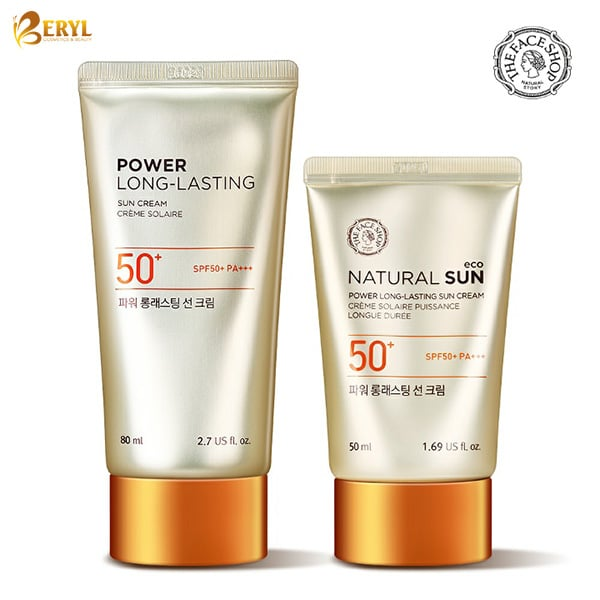 BERYL
COSMETICS & BEAUTY
THE FACE SHOP
NATURAL STORY
POWER
LONG-LASTING
SUN CREAM
CRÈME SOLAIRE
50+
SPF50+ PA+++
파워 롱래스팅 선 크림
80 ml 2.7 US fl. oz.
THE FACE SHOP
eco
NATURAL SUN
POWER LONG-LASTING SUN CREAM
CRÈME SOLAIRE PUISSANCE
LONGUE DURÉE
50+
SPF50+ PA+++
파워 롱래스팅 선 크림
50 ml 1.69 US fl. oz.